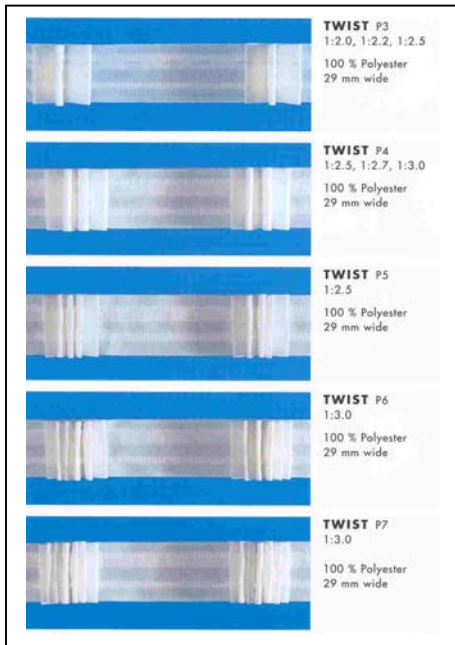 TWIST P3
1:2.0, 1:2.2, 1:2.5
100 % Polyester
29 mm wide
TWIST P4
1:2.5, 1:2.7, 1:3.0
100 % Polyester
29 mm wide
TWIST P5
1:2.5
100 % Polyester
29 mm wide
TWIST P6
1:3.0
100 % Polyester
29 mm wide
TWIST P7
1:3.0
100 % Polyester
29 mm wide